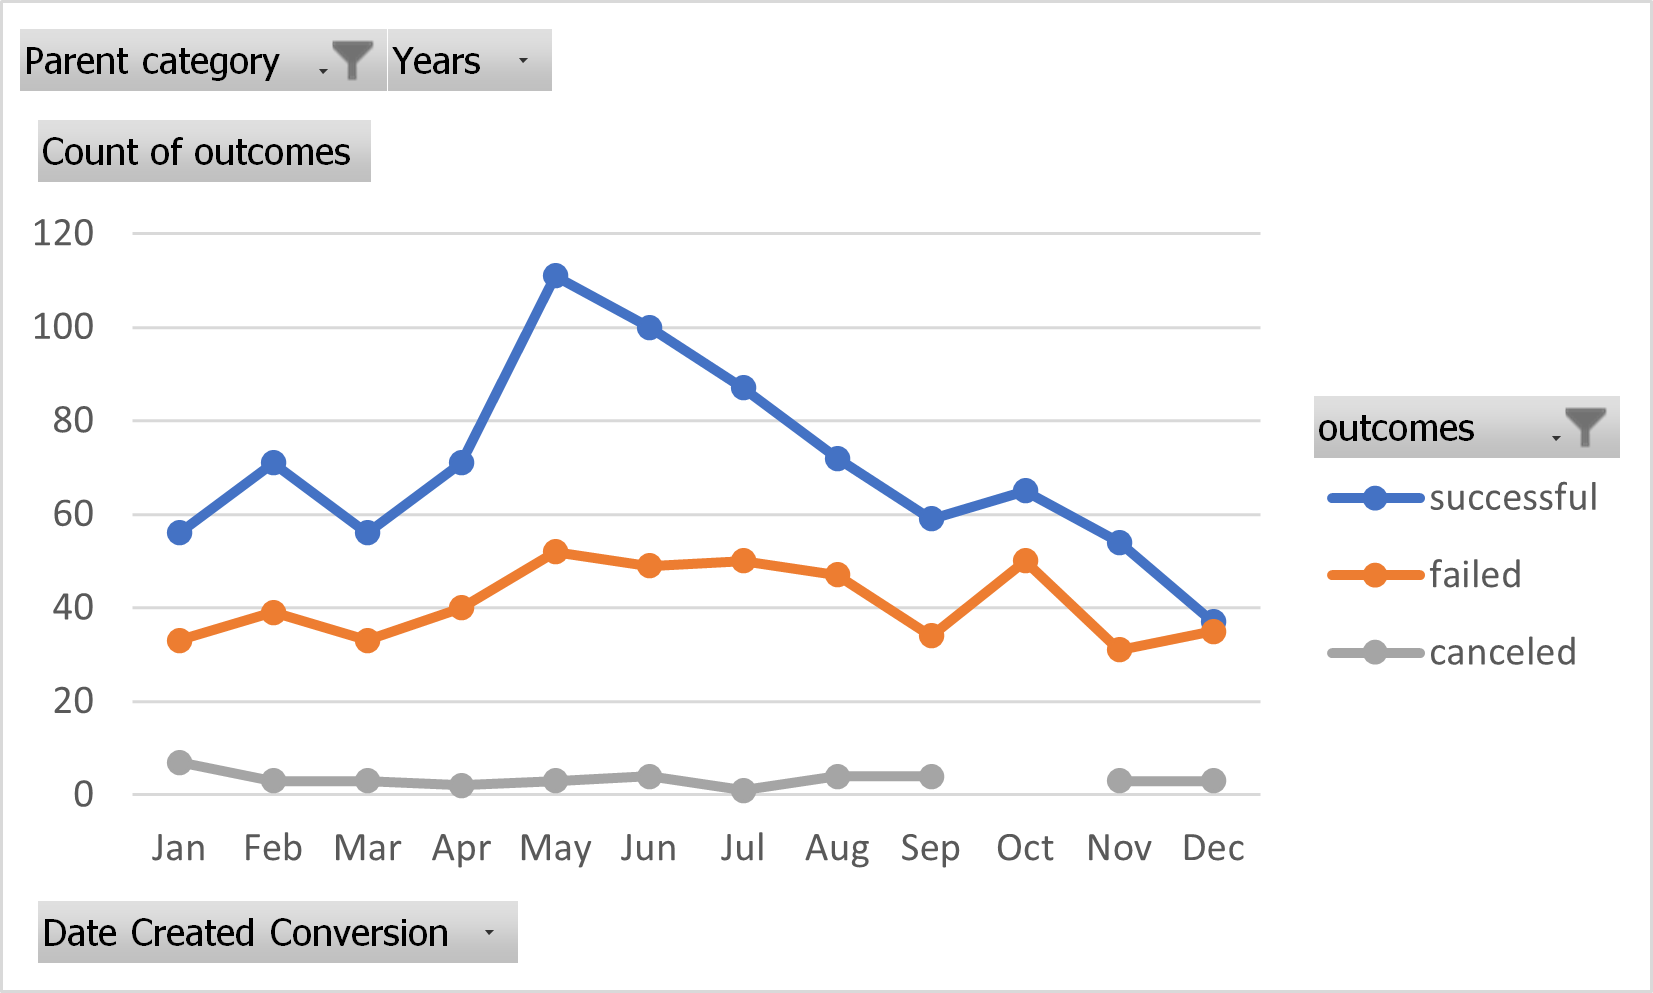 Parent category Years
Count of outcomes
120
100
80
60
40
20
0
Jan Feb Mar Apr May Jun Jul Aug Sep Oct Nov Dec
outcomes
successful
failed
canceled
Date Created Conversion